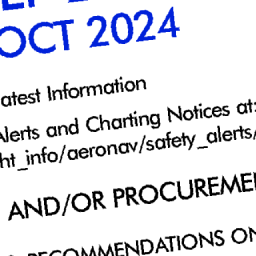 OCT 2024
atest Information
Alerts and Charting Notices at:
ht_info/aeronav/safety_alerts/
AND/OR PROCUREME
RECOMMENDATIONS ON